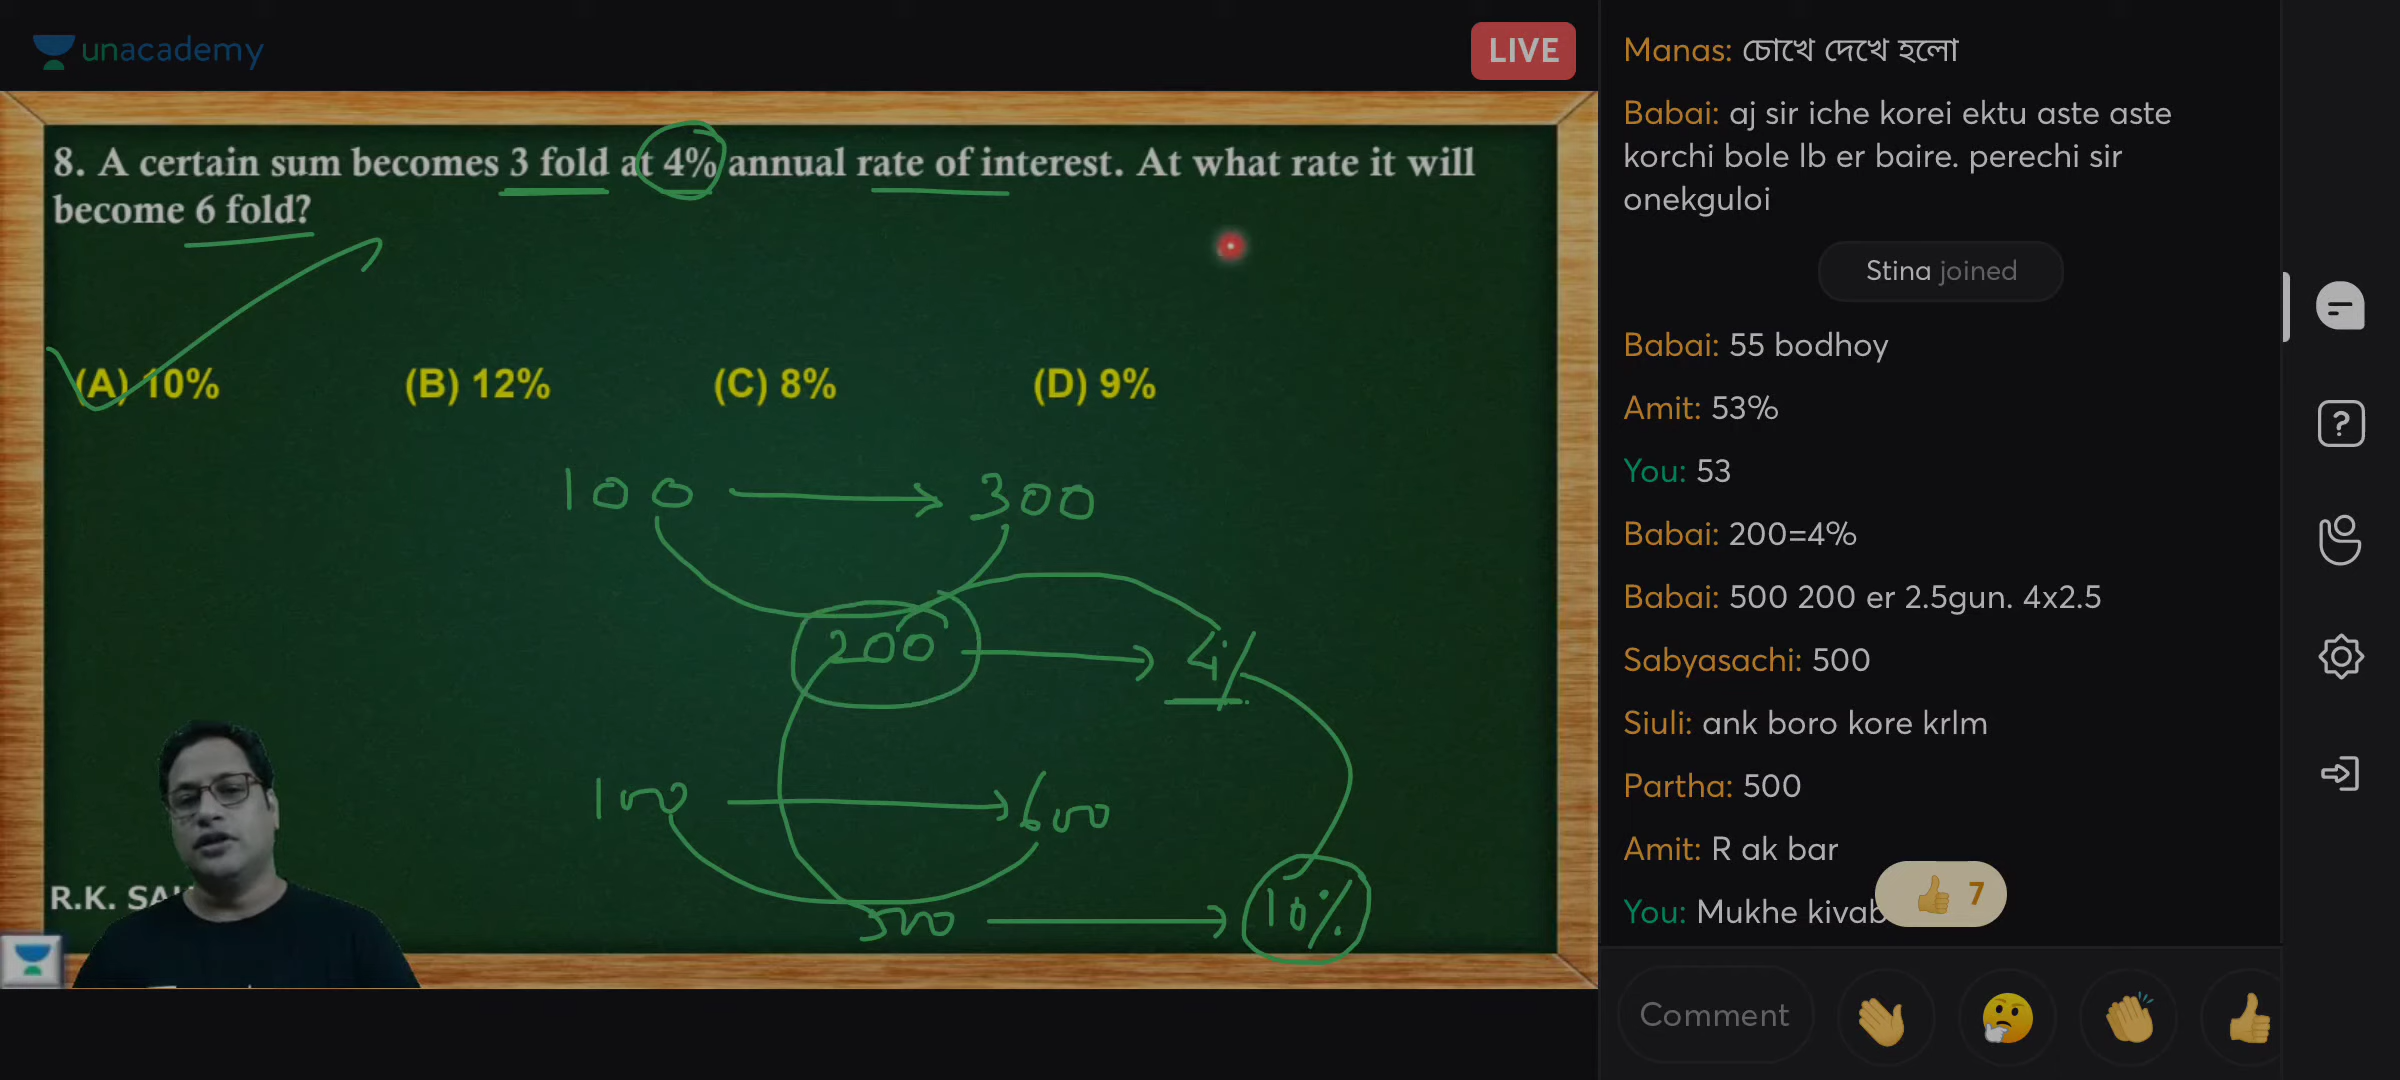 unacademy
LIVE
8. A certain sum becomes 3 fold at 4% annual rate of interest. At what rate it will
become 6 fold?
(A) 10% (B) 12% (C) 8% (D) 9%
100 → 300
200 → 4%
100 → 600
500 → 10%
R.K.
Manas: চোখে দেখে হলো
Babai: aj sir iche korei ektu aste aste
korchi bole lb er baire. perechi sir
onekguloi
Stina joined
Babai: 55 bodhoy
Amit: 53%
You: 53
Babai: 200=4%
Babai: 500 200 er 2.5gun. 4x2.5
Sabyasachi: 500
Siuli: ank boro kore krlm
Partha: 500
Amit: R ak bar
You: Mukhe
7
Comment